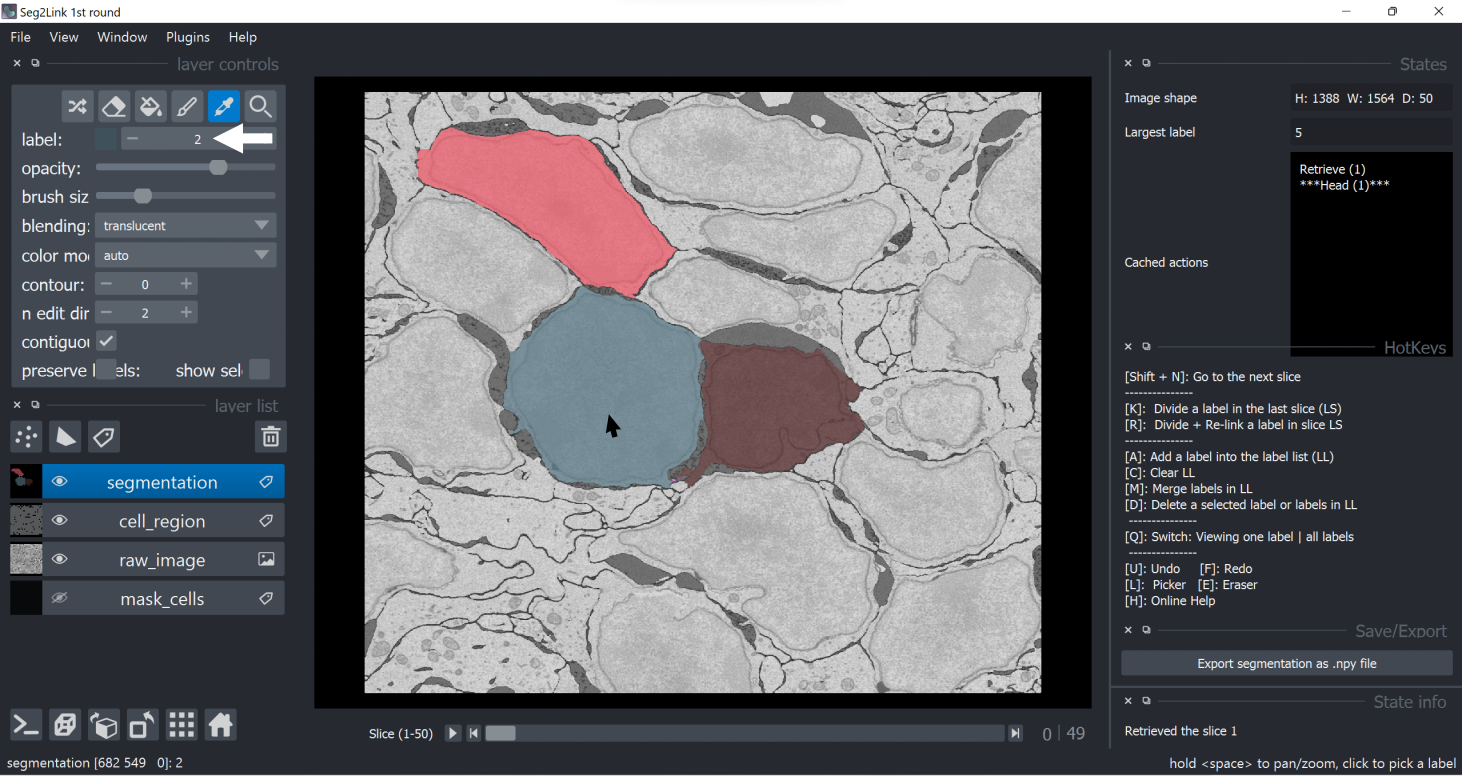 Seg2Link 1st round
File View Window Plugins Help
layer controls
label: 2
opacity:
brush siz
blending: translucent
color mo auto
contour: 0
n edit dir 2
contiguou
preserve l els: show sel
layer list
segmentation
cell_region
raw_image
mask_cells
Slice (1-50) 0 49
segmentation [682 549 0]: 2
States
Image shape H: 1388 W: 1564 D: 50
Largest label 5
Cached actions
Retrieve (1)
***Head (1)***
HotKeys
[Shift + N]: Go to the next slice
---------------
[K]: Divide a label in the last slice (LS)
[R]: Divide + Re-link a label in slice LS
---------------
[A]: Add a label into the label list (LL)
[C]: Clear LL
[M]: Merge labels in LL
[D]: Delete a selected label or labels in LL
---------------
[Q]: Switch: Viewing one label | all labels
---------------
[U]: Undo [F]: Redo
[L]: Picker [E]: Eraser
[H]: Online Help
Save/Export
Export segmentation as .npy file
State info
Retrieved the slice 1
hold <space> to pan/zoom, click to pick a label